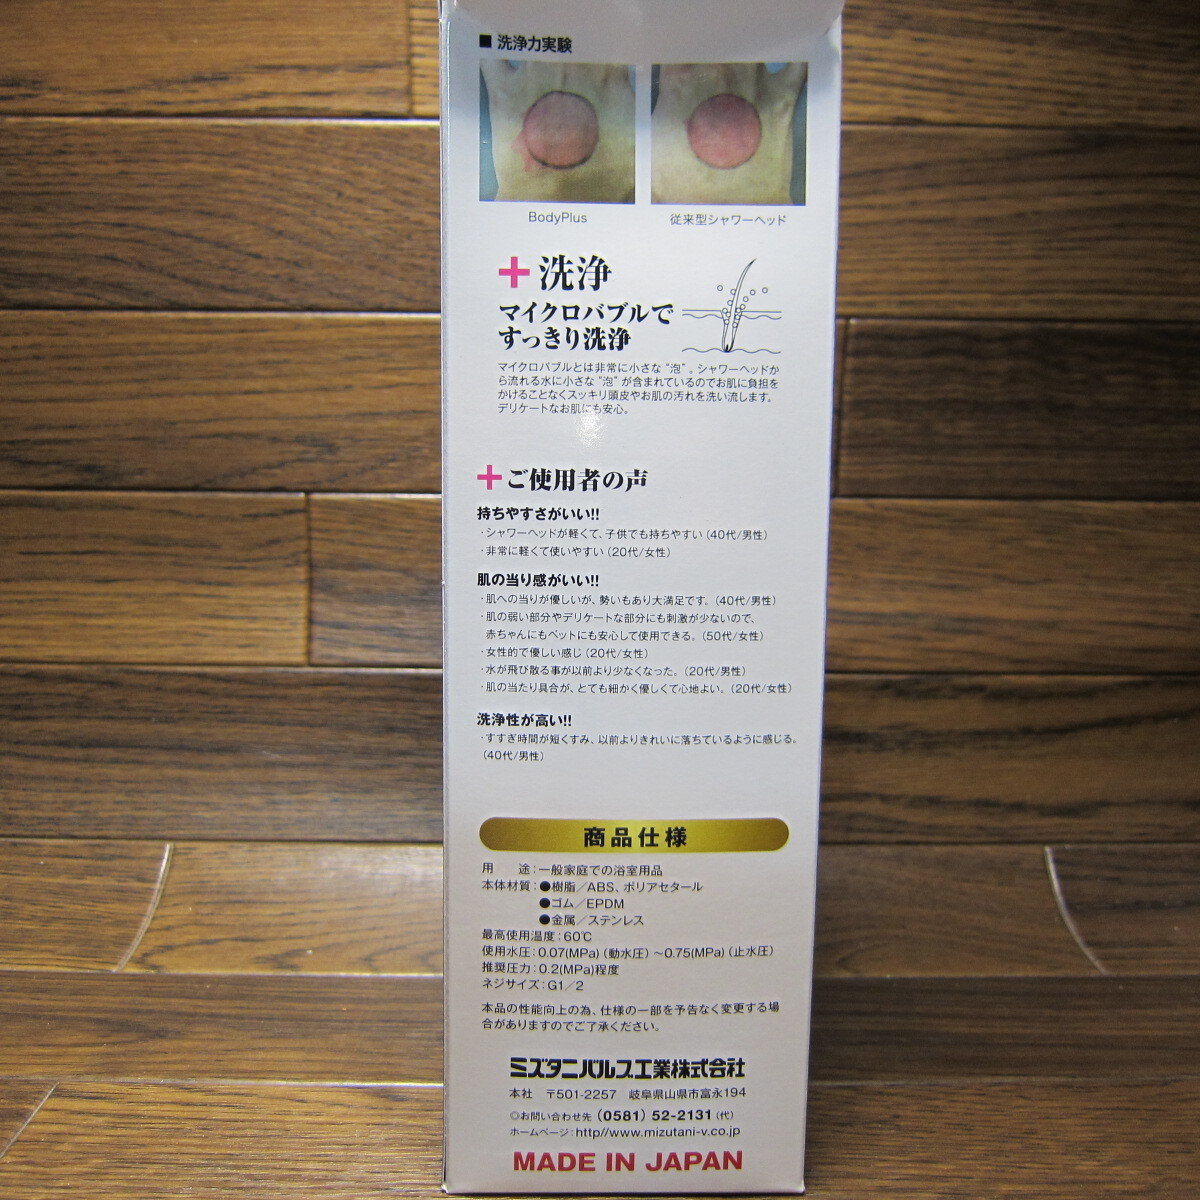 ■ 洗浄力実験
BodyPlus
従来型シャワーヘッド
+洗浄
マイクロバブルで
すっきり洗浄
マイクロバブルとは非常に小さな“泡”。シャワーヘッドか
ら流れる水に小さな“泡”が含まれているのでお肌に負担を
かけることなくスッキリ頭皮やお肌の汚れを洗い流します。
デリケートなお肌にも安心。
+ご使用者の声
持ちやすさがいい!!
・シャワーヘッドが軽くて、子供でも持ちやすい(40代/男性)
・非常に軽くて使いやすい(20代/女性)
肌の当り感がいい!!
・肌への当りが優しいが、勢いもあり大満足です。(40代/男性)
・肌の弱い部分やデリケートな部分にも刺激が少ないので、
赤ちゃんにもペットにも安心して使用できる。(50代/女性)
・女性的で優しい感じ(20代/女性)
・水が飛び散る事が以前より少なくなった。(20代/男性)
・肌の当たり具合が、とても細かく優しくて心地よい。(20代/女性)
洗浄性が高い!!
・すすぎ時間が短くすみ、以前よりきれいに落ちているように感じる。
(40代/男性)
商品仕様
用　途：一般家庭での浴室用品
本体材質：●樹脂／ABS、ポリアセタール
●ゴム／EPDM
●金属／ステンレス
最高使用温度：60℃
使用水圧：0.07(MPa)(動水圧)～0.75(MPa)(止水圧)
推奨圧力：0.2(MPa)程度
ネジサイズ：G1／2
本品の性能向上の為、仕様の一部を予告なく変更する場
合がありますのでご了承ください。
ミズタニバルブ工業株式会社
本社　〒501-2257　岐阜県山県市富永194
◎お問い合わせ先 (0581) 52-2131 (代)
ホームページ：http//www.mizutani-v.co.jp
MADE IN JAPAN